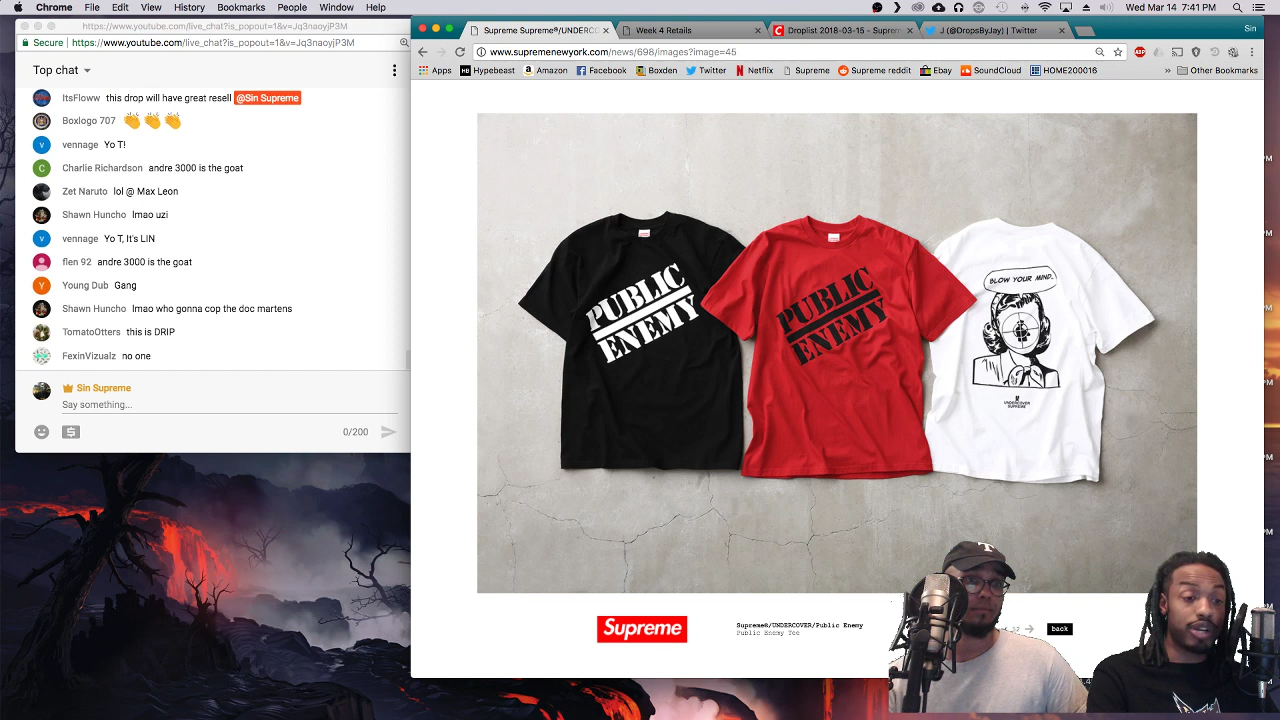 Chrome File Edit View History Bookmarks People Window Help
Wed Mar 14 7:41 PM
https://www.youtube.com/live_chat?is_popout=1&v=Jq3naoyjP3M
Secure https://www.youtube.com/live_chat?is_popout=1&v=Jq3naoyjP3M
Top chat
ItsFloww this drop will have great resell @Sin Supreme
Boxlogo 707
vennage Yo T!
Charlie Richardson andre 3000 is the goat
Zet Naruto lol @ Max Leon
Shawn Huncho lmao uzi
vennage Yo T, It's LIN
flen 92 andre 3000 is the goat
Young Dub Gang
Shawn Huncho lmao who gonna cop the doc martens
TomatoOtters this is DRIP
FexinVizualz no one
Sin Supreme
Say something...
0/200
Supreme Supreme®/UNDERC
Week 4 Retails
Droplist 2018-03-15 - Suprem
J (@DropsByJay) | Twitter
Sin
www.supremenewyork.com/news/698/images?image=45
Apps Hypebeast Amazon Facebook Boxden Twitter Netflix Supreme Supreme reddit Ebay SoundCloud HOME200016 » Other Bookmarks
PUBLIC
ENEMY
PUBLIC
ENEMY
BLOW YOUR MIND.
UNDERCOVER
SUPREME
Supreme
Supreme®/UNDERCOVER/Public Enemy
Public Enemy Tee
52
back